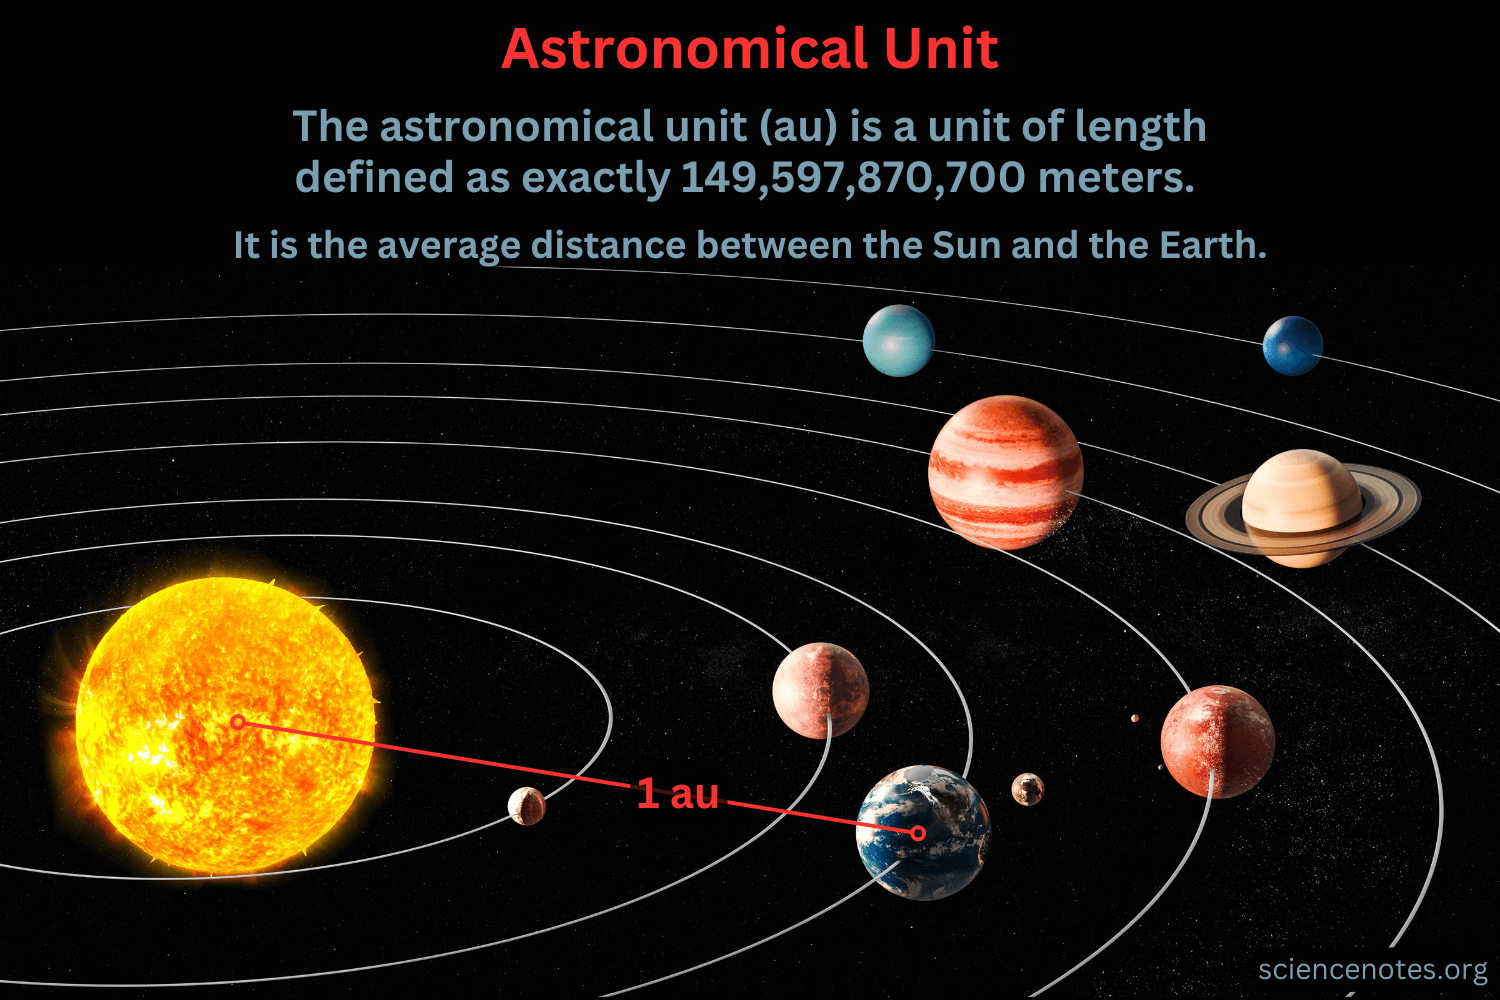 Astronomical Unit
The astronomical unit (au) is a unit of length
defined as exactly 149,597,870,700 meters.
It is the average distance between the Sun and the Earth.
1 au
sciencenotes.org